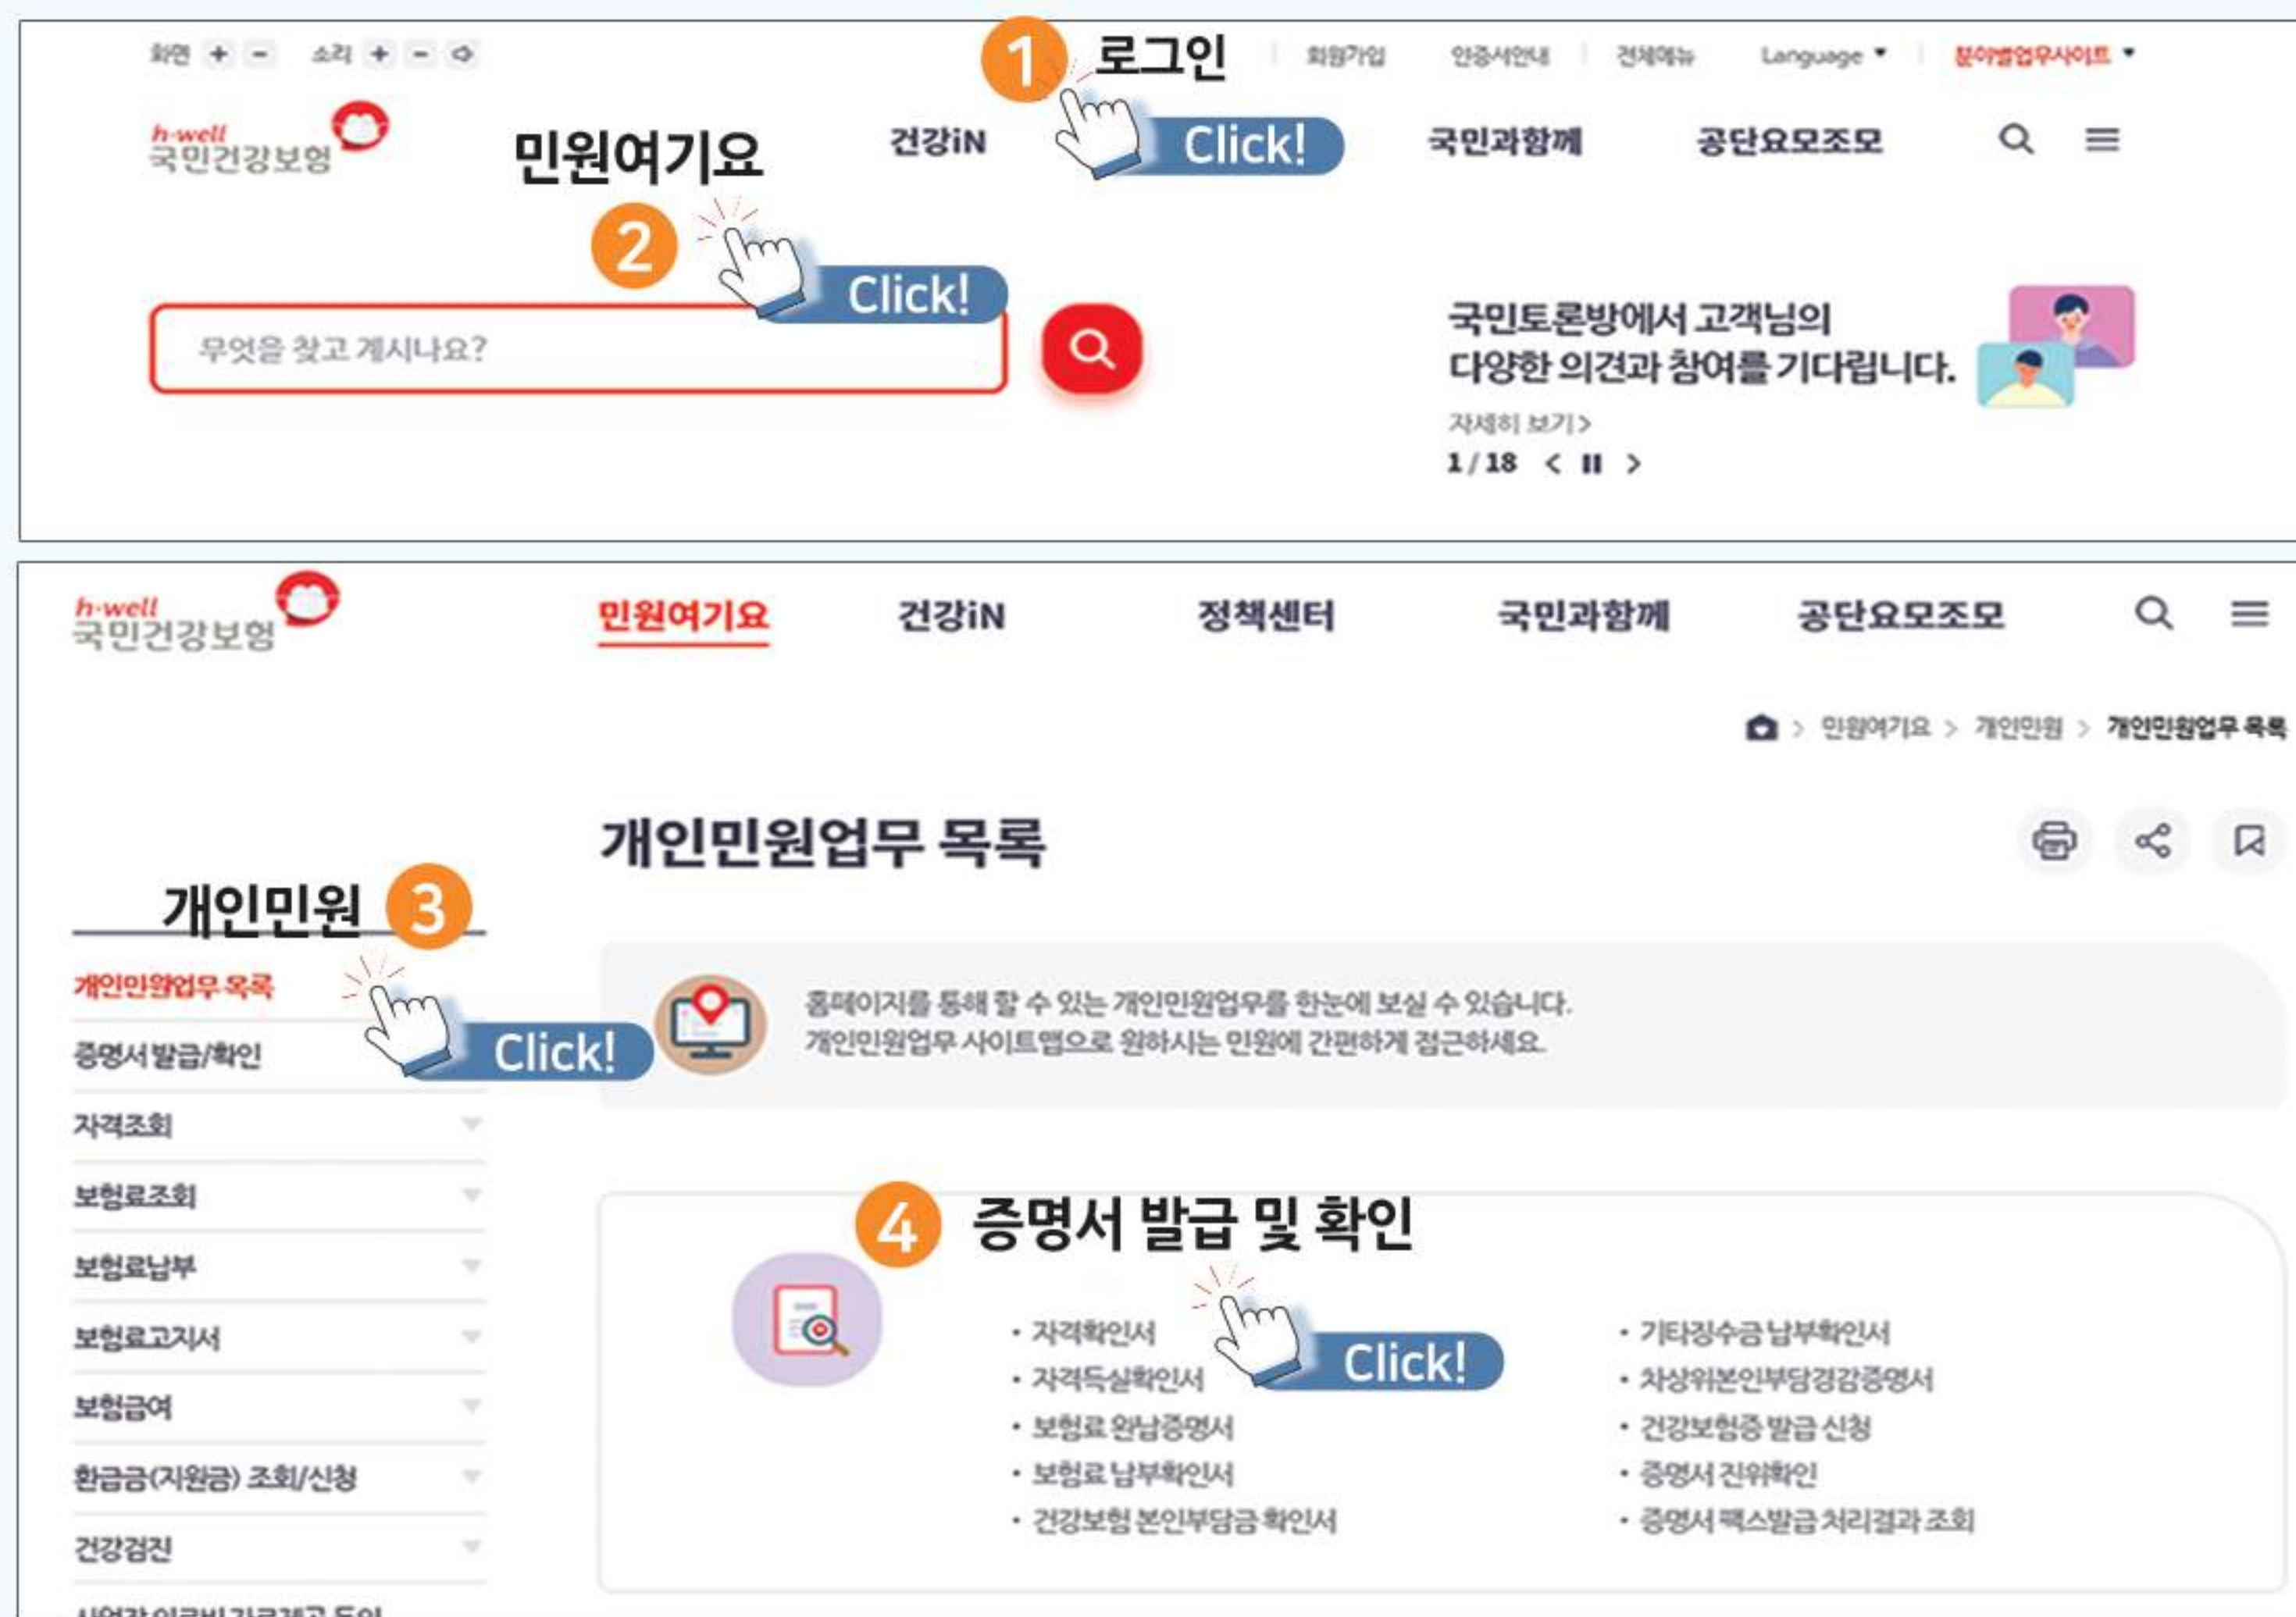 화면 + - 소리 + -
1 로그인 회원가입 인증서안내 전체메뉴 Language 분야별업무사이트
h·well
국민건강보험
민원여기요 건강iN Click! 국민과함께 공단요모조모
2 Click!
무엇을 찾고 계시나요?
국민토론방에서 고객님의
다양한 의견과 참여를 기다립니다.
자세히 보기 >
1 / 18 < II >
h·well
국민건강보험
민원여기요 건강iN 정책센터 국민과함께 공단요모조모
> 민원여기요 > 개인민원 > 개인민원업무 목록
개인민원업무 목록
개인민원 3
Click!
개인민원업무 목록
증명서 발급/확인
자격조회
보험료조회
보험료납부
보험료고지서
보험급여
환급금(지원금) 조회/신청
건강검진
홈페이지를 통해 할 수 있는 개인민원업무를 한눈에 보실 수 있습니다.
개인민원업무 사이트맵으로 원하시는 민원에 간편하게 접근하세요.
4 증명서 발급 및 확인
Click!
• 자격확인서
• 자격득실확인서
• 보험료 완납증명서
• 보험료 납부확인서
• 건강보험 본인부담금 확인서
• 기타징수금 납부확인서
• 차상위본인부담경감증명서
• 건강보험증 발급 신청
• 증명서 진위확인
• 증명서 팩스발급 처리결과 조회